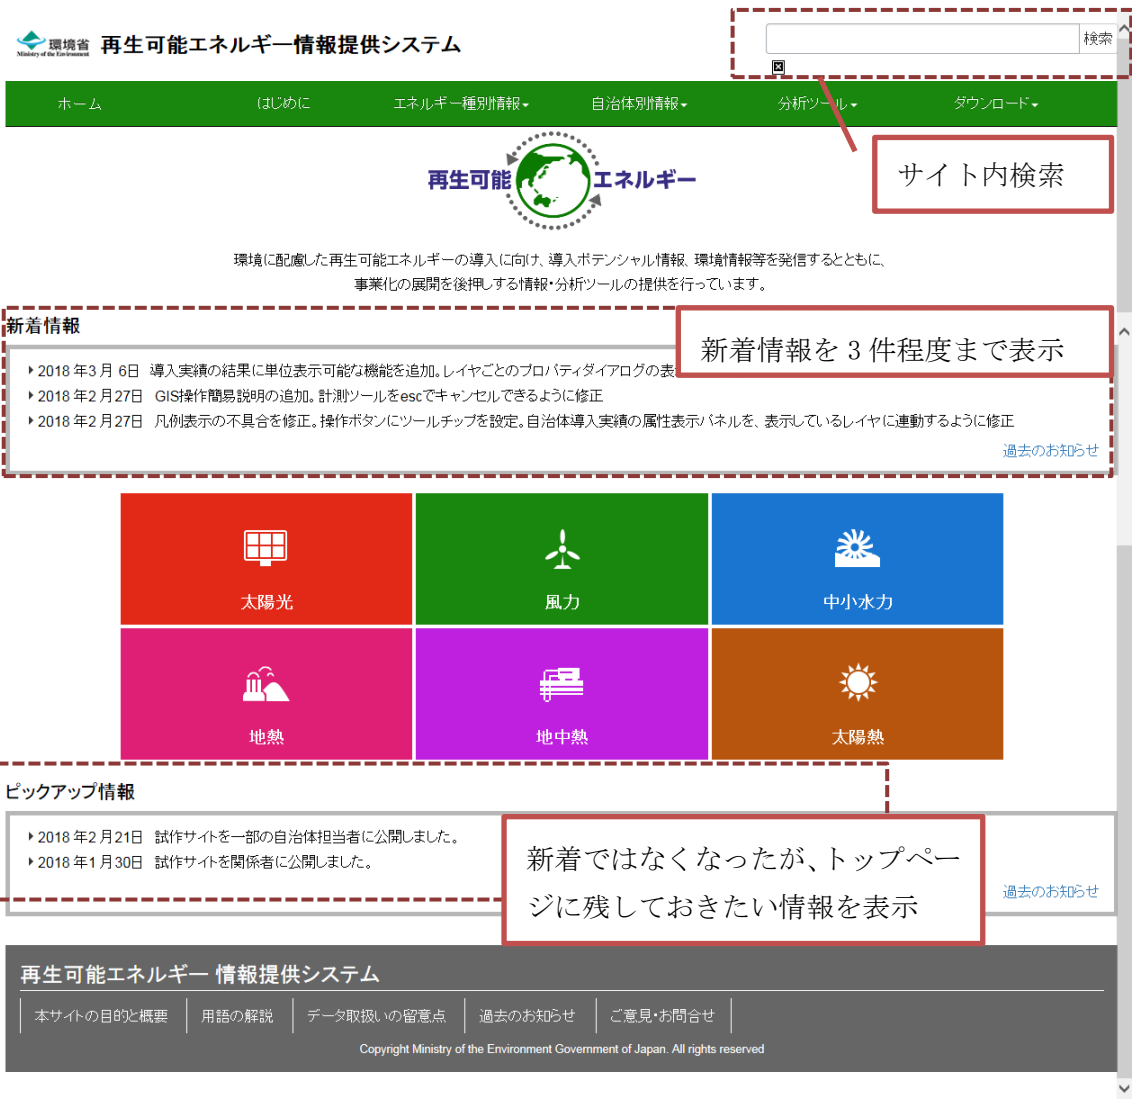 環境省
Ministry of the Environment
再生可能エネルギー情報提供システム
検索
ホーム
はじめに
エネルギー種別情報
自治体別情報
分析ツール
ダウンロード
サイト内検索
再生可能 エネルギー
環境に配慮した再生可能エネルギーの導入に向け、導入ポテンシャル情報、環境情報等を発信するとともに、
事業化の展開を後押しする情報・分析ツールの提供を行っています。
新着情報
新着情報を3件程度まで表示
2018年3月 6日 導入実績の結果に単位表示可能な機能を追加。レイヤごとのプロパティダイアログの表
2018年2月27日 GIS操作簡易説明の追加。計測ツールをescでキャンセルできるように修正
2018年2月27日 凡例表示の不具合を修正。操作ボタンにツールチップを設定。自治体導入実績の属性表示パネルを、表示しているレイヤに連動するように修正
過去のお知らせ
太陽光
風力
中小水力
地熱
地中熱
太陽熱
ピックアップ情報
2018年2月21日 試作サイトを一部の自治体担当者に公開しました。
2018年1月30日 試作サイトを関係者に公開しました。
新着ではなくなったが、トップペー
ジに残しておきたい情報を表示
過去のお知らせ
再生可能エネルギー 情報提供システム
本サイトの目的と概要
用語の解説
データ取扱いの留意点
過去のお知らせ
ご意見・お問合せ
Copyright Ministry of the Environment Government of Japan. All rights reserved